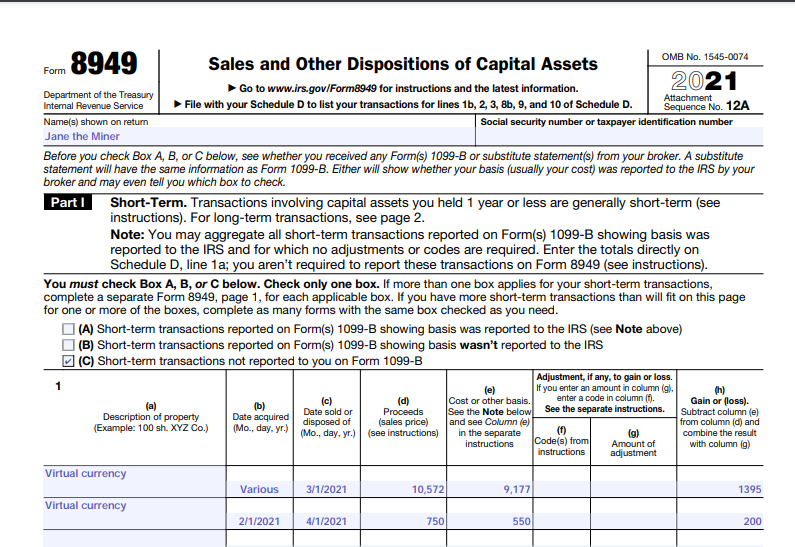 Form 8949
Department of the Treasury
Internal Revenue Service
Sales and Other Dispositions of Capital Assets
▶ Go to www.irs.gov/Form8949 for instructions and the latest information.
▶ File with your Schedule D to list your transactions for lines 1b, 2, 3, 8b, 9, and 10 of Schedule D.
OMB No. 1545-0074
2021
Attachment
Sequence No. 12A
Name(s) shown on return
Jane the Miner
Social security number or taxpayer identification number
Before you check Box A, B, or C below, see whether you received any Form(s) 1099-B or substitute statement(s) from your broker. A substitute
statement will have the same information as Form 1099-B. Either will show whether your basis (usually your cost) was reported to the IRS by your
broker and may even tell you which box to check.
Part I Short-Term. Transactions involving capital assets you held 1 year or less are generally short-term (see
instructions). For long-term transactions, see page 2.
Note: You may aggregate all short-term transactions reported on Form(s) 1099-B showing basis was
reported to the IRS and for which no adjustments or codes are required. Enter the totals directly on
Schedule D, line 1a; you aren't required to report these transactions on Form 8949 (see instructions).
You must check Box A, B, or C below. Check only one box. If more than one box applies for your short-term transactions,
complete a separate Form 8949, page 1, for each applicable box. If you have more short-term transactions than will fit on this page
for one or more of the boxes, complete as many forms with the same box checked as you need.
(A) Short-term transactions reported on Form(s) 1099-B showing basis was reported to the IRS (see Note above)
(B) Short-term transactions reported on Form(s) 1099-B showing basis wasn't reported to the IRS
(C) Short-term transactions not reported to you on Form 1099-B
1
(a)
Description of property
(Example: 100 sh. XYZ Co.)
(b)
Date acquired
(Mo., day, yr.)
(c)
Date sold or
disposed of
(Mo., day, yr.)
(d)
Proceeds
(sales price)
(see instructions)
(e)
Cost or other basis.
See the Note below
and see Column (e)
in the separate
instructions
Adjustment, if any, to gain or loss.
If you enter an amount in column (g),
enter a code in column (f).
See the separate instructions.
(f)
Code(s) from
instructions
(g)
Amount of
adjustment
(h)
Gain or (loss).
Subtract column (e)
from column (d) and
combine the result
with column (g)
Virtual currency
Various 3/1/2021 10,572 9,177 1395
Virtual currency
2/1/2021 4/1/2021 750 550 200